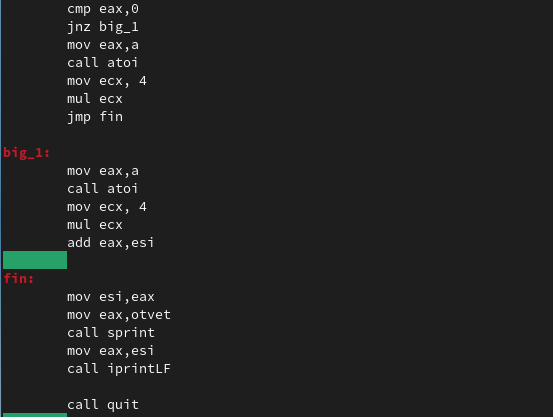 cmp eax,0
jnz big_1
mov eax,a
call atoi
mov ecx, 4
mul ecx
jmp fin
big_1:
mov eax,a
call atoi
mov ecx, 4
mul ecx
add eax,esi
fin:
mov esi,eax
mov eax,otvet
call sprint
mov eax,esi
call iprintLF
call quit